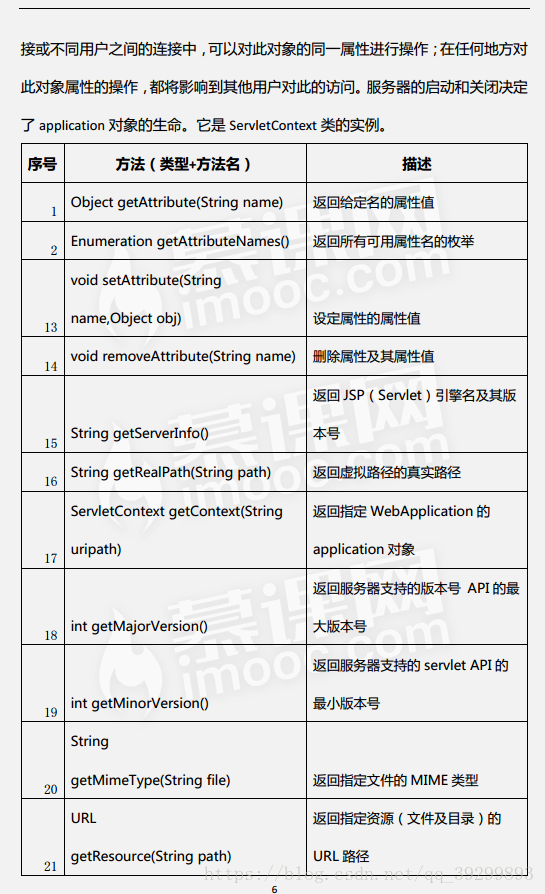 接或不同用户之间的连接中，可以对此对象的同一属性进行操作；在任何地方对
此对象属性的操作，都将影响到其他用户对此的访问。服务器的启动和关闭决定
了 application 对象的生命。它是 ServletContext 类的实例。
序号 方法（类型+方法名） 描述
1 Object getAttribute(String name) 返回给定名的属性值
2 Enumeration getAttributeNames() 返回所有可用属性名的枚举
void setAttribute(String
13 name,Object obj) 设定属性的属性值
14 void removeAttribute(String name) 删除属性及其属性值
返回 JSP（Servlet）引擎名及其版
15 String getServerInfo() 本号
16 String getRealPath(String path) 返回虚拟路径的真实路径
ServletContext getContext(String 返回指定 WebApplication 的
17 uripath) application 对象
返回服务器支持的版本号 API 的最
18 int getMajorVersion() 大版本号
返回服务器支持的 servlet API 的
19 int getMinorVersion() 最小版本号
String
20 getMimeType(String file) 返回指定文件的 MIME 类型
URL 返回指定资源（文件及目录）的
21 getResource(String path) URL 路径
慕课网
imooc.com
慕课网
imooc.com
慕课网
imooc.com
https://blog.csdn.net/qq_39299893
6